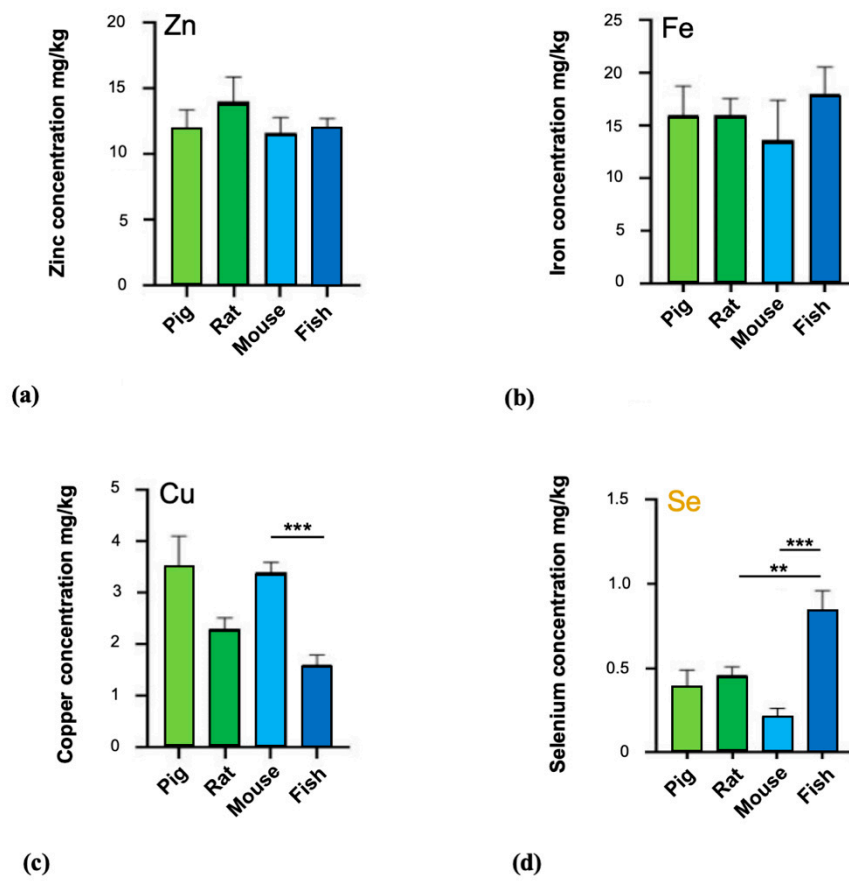 Zn
Zinc concentration mg/kg
20
15
10
5
0
Pig
Rat
Mouse
Fish
(a)
Fe
Iron concentration mg/kg
25
20
15
10
5
0
Pig
Rat
Mouse
Fish
(b)
Cu
Copper concentration mg/kg
5
4
3
2
1
0
***
Pig
Rat
Mouse
Fish
(c)
Se
Selenium concentration mg/kg
1.5
1.0
0.5
0
***
**
Pig
Rat
Mouse
Fish
(d)